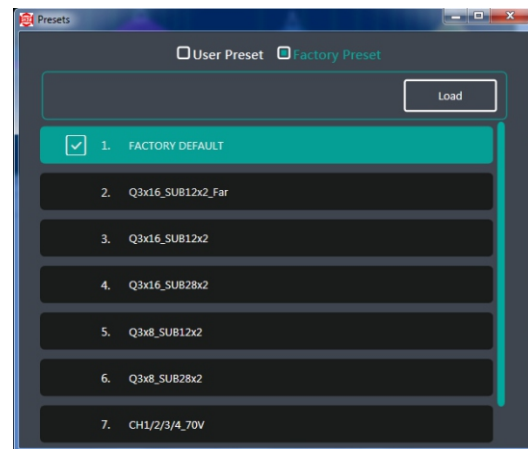 Presets
User Preset Factory Preset
Load
1. FACTORY DEFAULT
2. Q3x16_SUB12x2_Far
3. Q3x16_SUB12x2
4. Q3x16_SUB28x2
5. Q3x8_SUB12x2
6. Q3x8_SUB28x2
7. CH1/2/3/4_70V